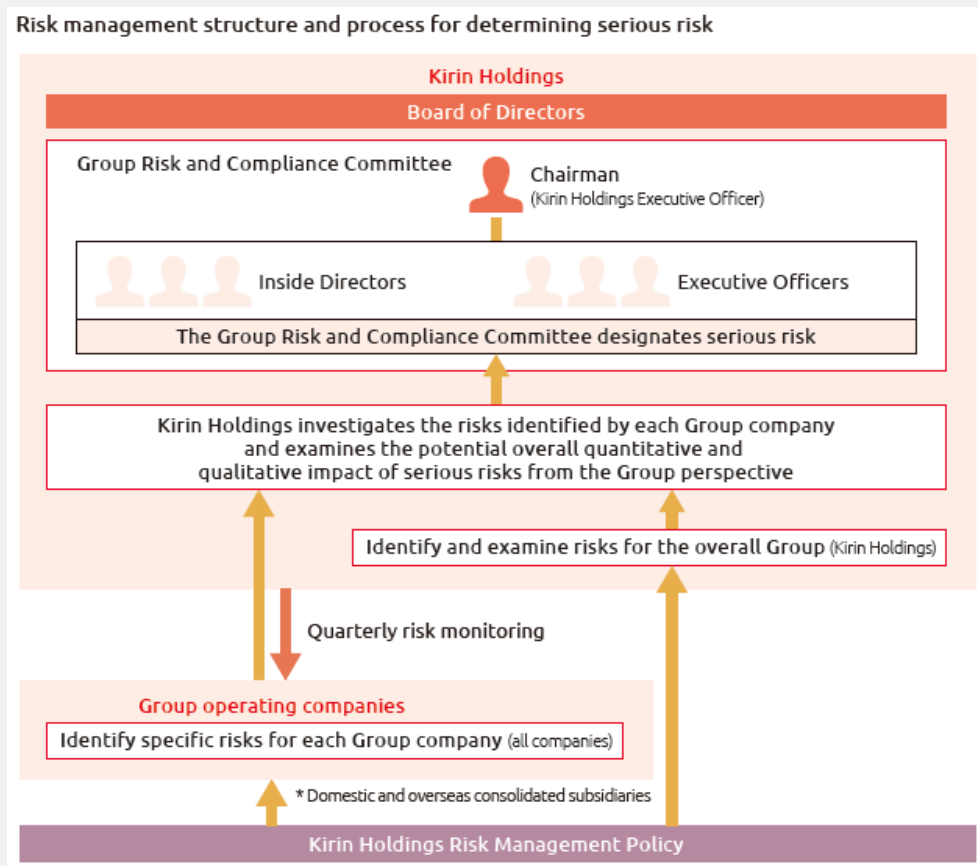 Risk management structure and process for determining serious risk
Kirin Holdings
Board of Directors
Group Risk and Compliance Committee
Chairman
(Kirin Holdings Executive Officer)
Inside Directors
Executive Officers
The Group Risk and Compliance Committee designates serious risk
Kirin Holdings investigates the risks identified by each Group company
and examines the potential overall quantitative and
qualitative impact of serious risks from the Group perspective
Identify and examine risks for the overall Group (Kirin Holdings)
Quarterly risk monitoring
Group operating companies
Identify specific risks for each Group company (all companies)
* Domestic and overseas consolidated subsidiaries
Kirin Holdings Risk Management Policy